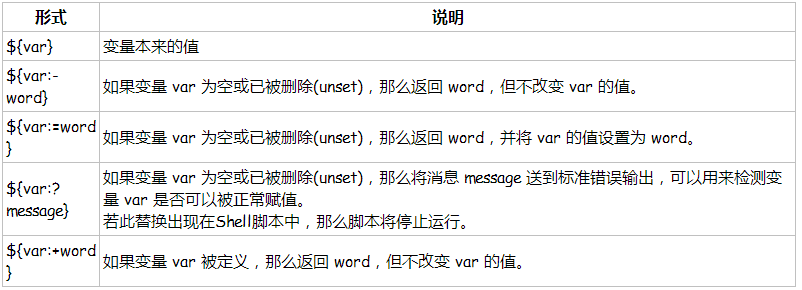 形式 说明
${var} 变量本来的值
${var:-
word}
如果变量 var 为空或已被删除(unset)，那么返回 word，但不改变 var 的值。
${var:=word
}
如果变量 var 为空或已被删除(unset)，那么返回 word，并将 var 的值设置为 word。
${var:?
message}
如果变量 var 为空或已被删除(unset)，那么将消息 message 送到标准错误输出，可以用来检测变
量 var 是否可以被正常赋值。
若此替换出现在Shell脚本中，那么脚本将停止运行。
${var:+word
}
如果变量 var 被定义，那么返回 word，但不改变 var 的值。